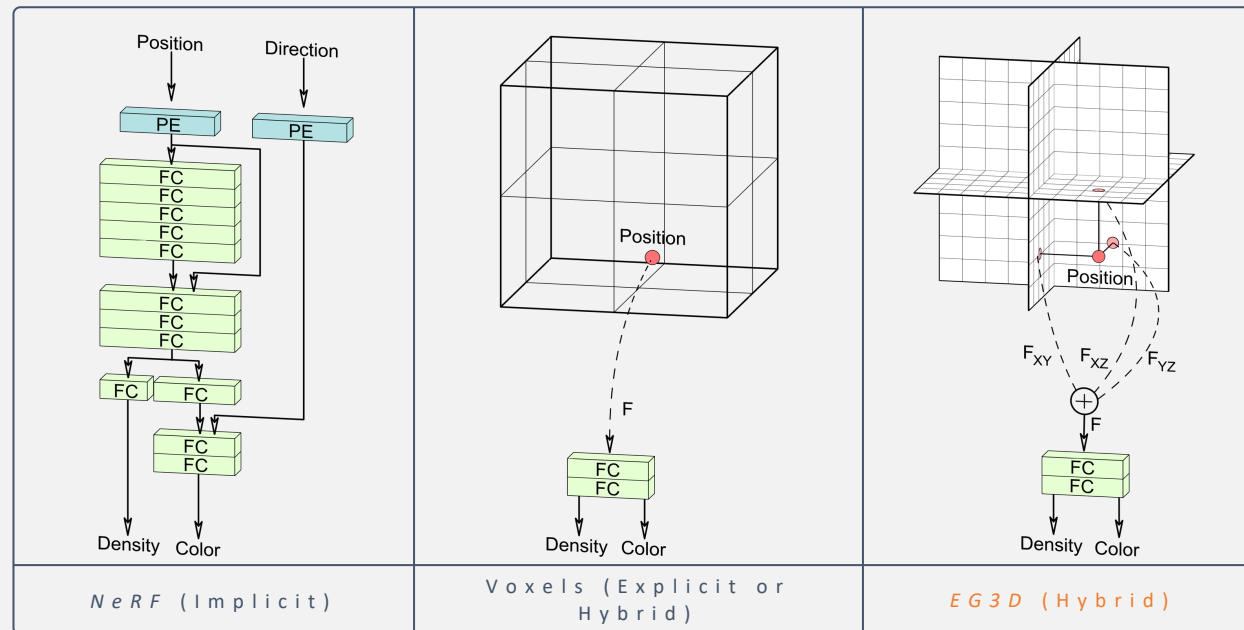 Position
Direction
PE
PE
FC
FC
FC
FC
FC
FC
FC
FC
FC
FC
FC
FC
Density
Color
NeRF (Implicit)
Position
F
FC
FC
Density
Color
Voxels (Explicit or
Hybrid)
Position
FXY
FXZ
FYZ
F
FC
FC
Density
Color
EG3D (Hybrid)